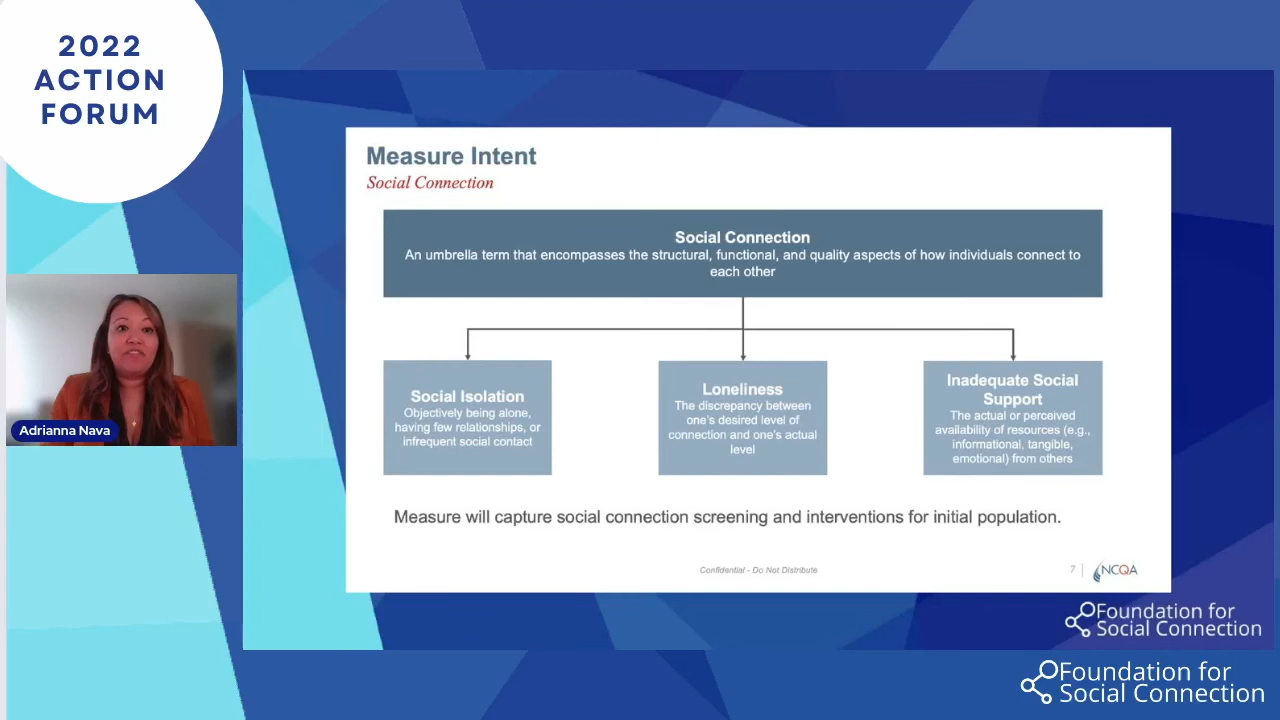 2022
ACTION
FORUM
Measure Intent
Social Connection
Social Connection
An umbrella term that encompasses the structural, functional, and quality aspects of how individuals connect to
each other
Social Isolation
Objectively being alone,
having few relationships, or
infrequent social contact
Loneliness
The discrepancy between
one's desired level of
connection and one's actual
level
Inadequate Social
Support
The actual or perceived
availability of resources (e.g.,
informational, tangible,
emotional) from others
Measure will capture social connection screening and interventions for initial population.
Confidential - Do Not Distribute
7
NCQA
Adrianna Nava
Foundation for
Social Connection
Foundation for
Social Connection